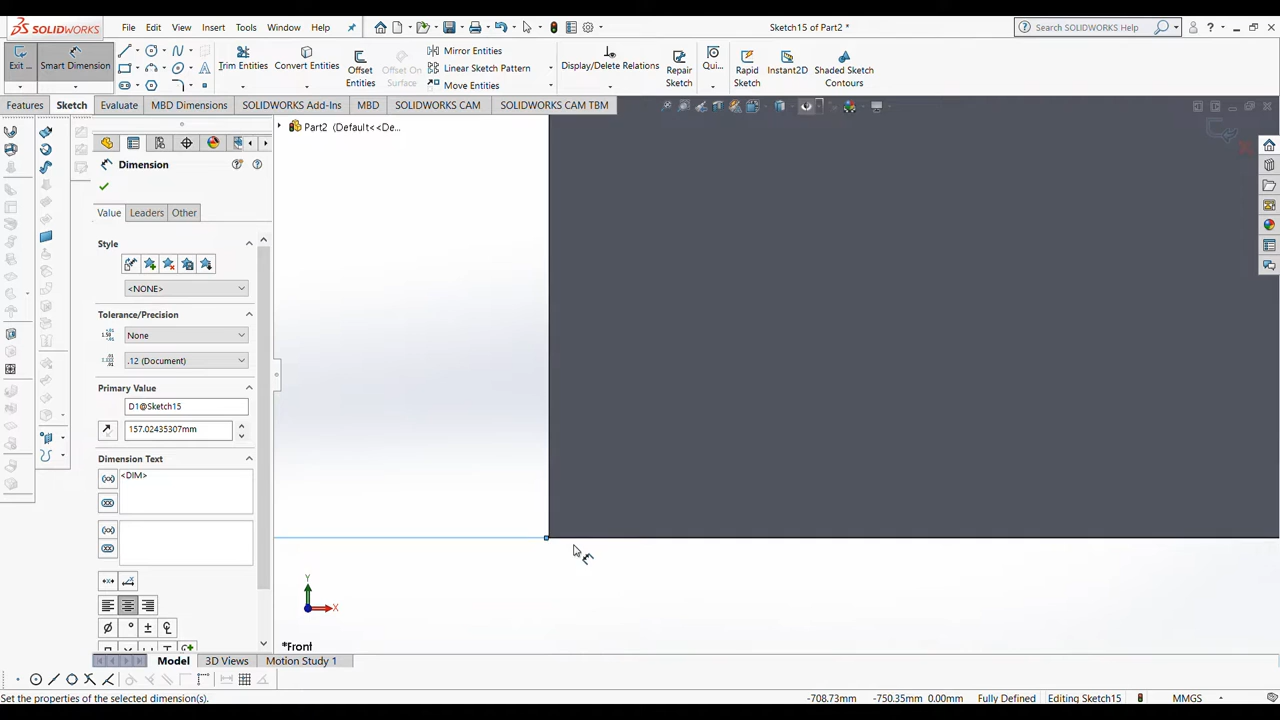 SOLIDWORKS File Edit View Insert Tools Window Help Sketch15 of Part2 * Search SOLIDWORKS Help
Exit ... Smart Dimension Trim Entities Convert Entities Offset Entities Offset On Surface Mirror Entities Linear Sketch Pattern Move Entities Display/Delete Relations Repair Sketch Qui... Rapid Sketch Instant2D Shaded Sketch Contours
Features Sketch Evaluate MBD Dimensions SOLIDWORKS Add-Ins MBD SOLIDWORKS CAM SOLIDWORKS CAM TBM
Part2 (Default<<De...
Dimension
Value Leaders Other
Style
<NONE>
Tolerance/Precision
None
.12 (Document)
Primary Value
D1@Sketch15
157.02435307mm
Dimension Text
<DIM>
Y
X
*Front
Model 3D Views Motion Study 1
Set the properties of the selected dimension(s). -708.73mm -750.35mm 0.00mm Fully Defined Editing Sketch15 MMGS